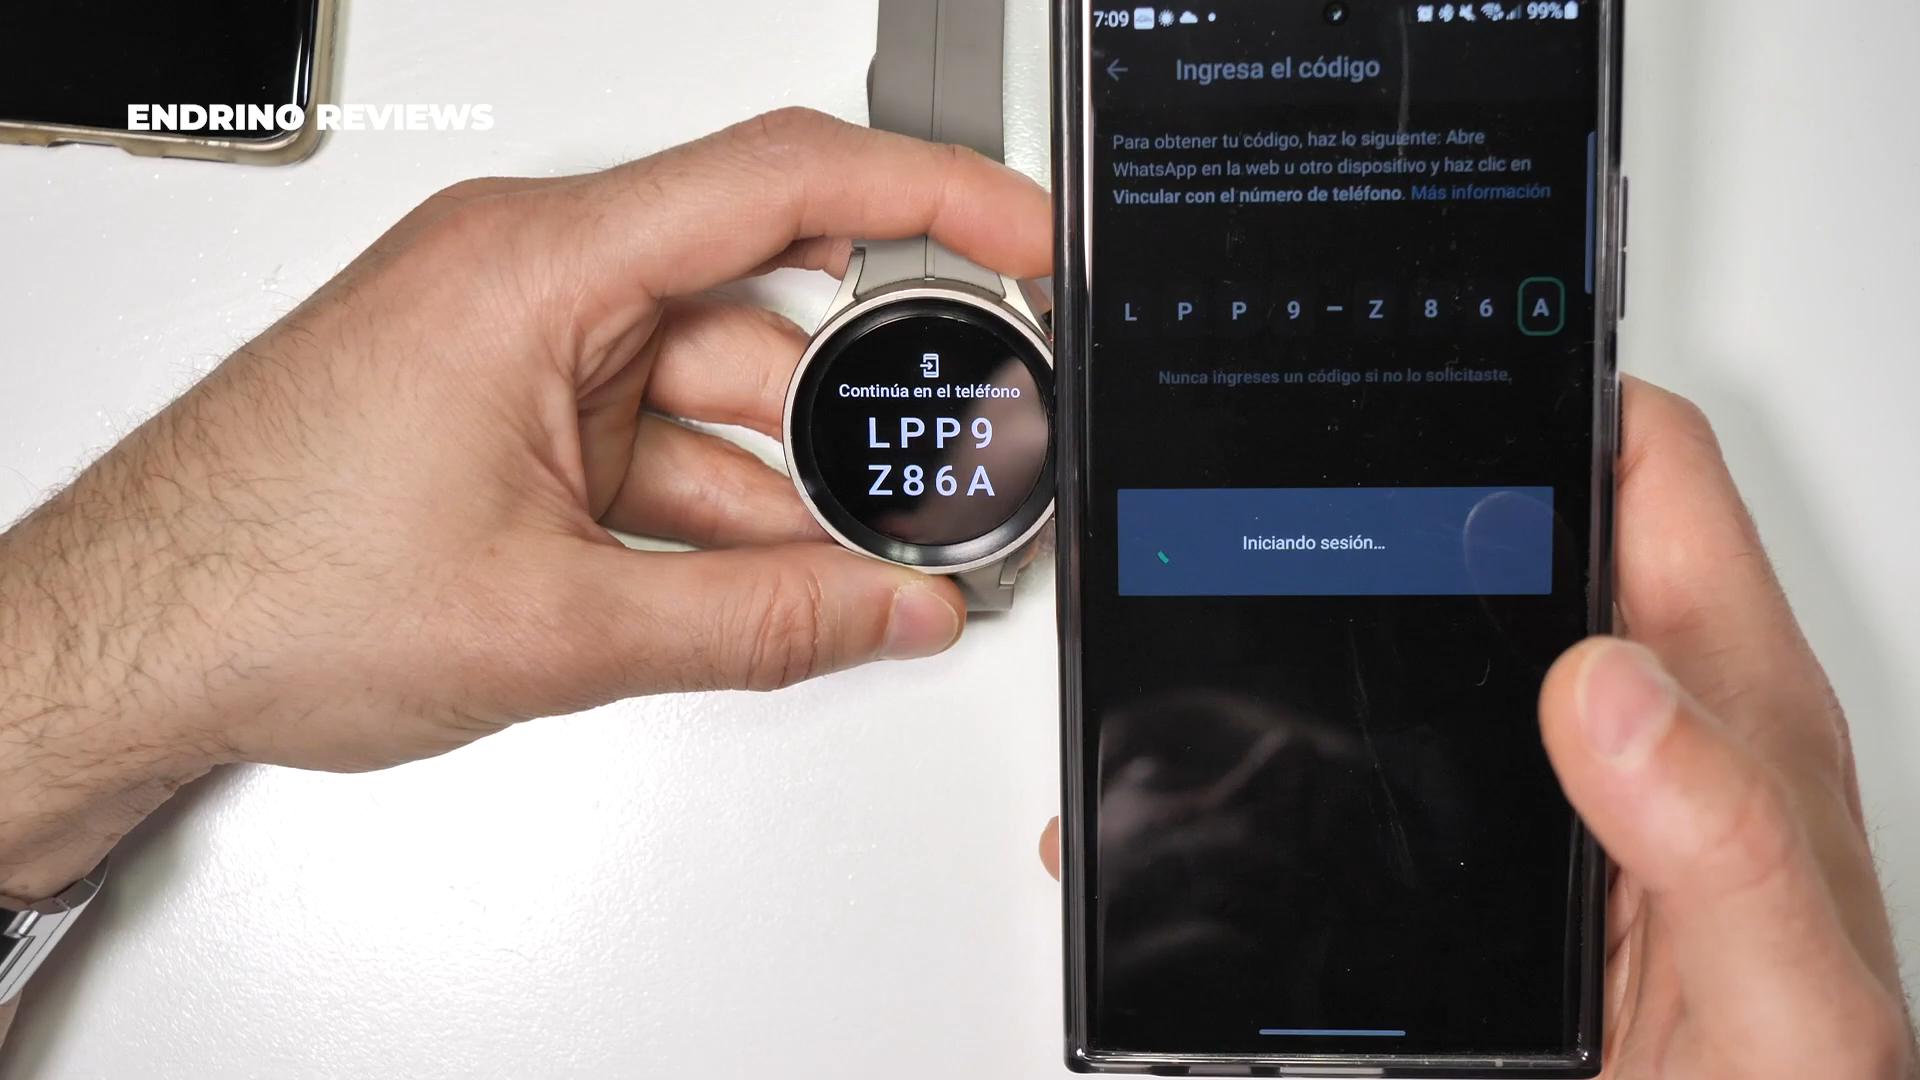 ENDRINO REVIEWS
Continúa en el teléfono
LPP9
Z86A
7:09
99%
Ingresa el código
Para obtener tu código, haz lo siguiente: Abre
WhatsApp en la web u otro dispositivo y haz clic en
Vincular con el número de teléfono. Más información
L P P 9 – Z 8 6 A
Nunca ingreses un código si no lo solicitaste,
Iniciando sesión...